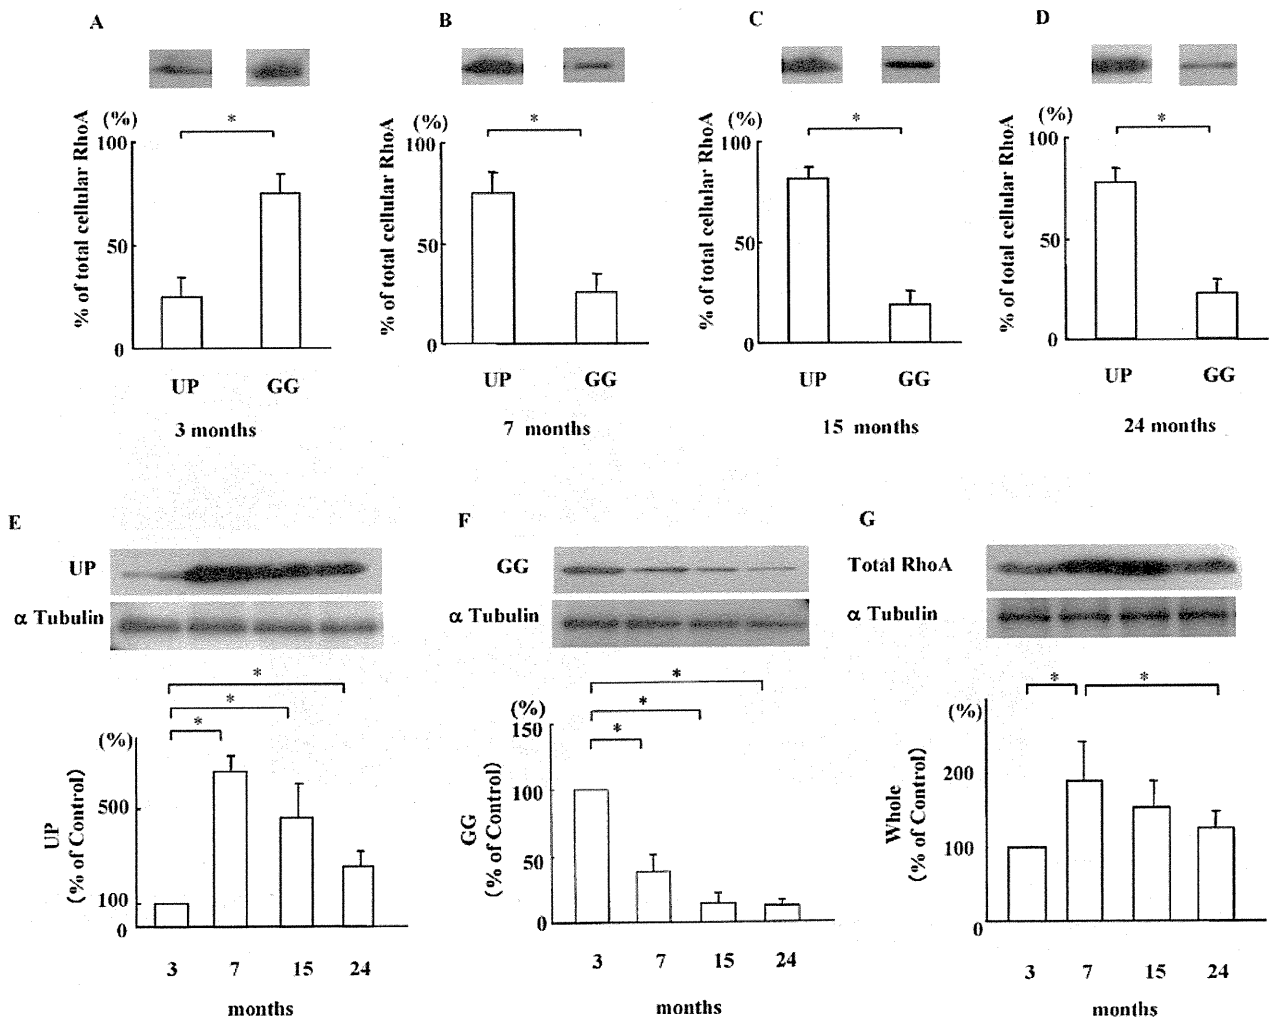 A
B
C
D
(%)
*
100
50
0
% of total cellular RhoA
UP
GG
3 months
(%)
*
100
50
0
% of total cellular RhoA
UP
GG
7 months
(%)
*
100
50
0
% of total cellular RhoA
UP
GG
15 months
(%)
*
100
50
0
% of total cellular RhoA
UP
GG
24 months
E
UP
α Tubulin
*
*
*
(%)
500
100
0
UP
(% of Control)
3 7 15 24
months
F
GG
α Tubulin
*
*
*
(%)
150
100
50
0
GG
(% of Control)
3 7 15 24
months
G
Total RhoA
α Tubulin
*
*
(%)
200
100
0
Whole
(% of Control)
3 7 15 24
months